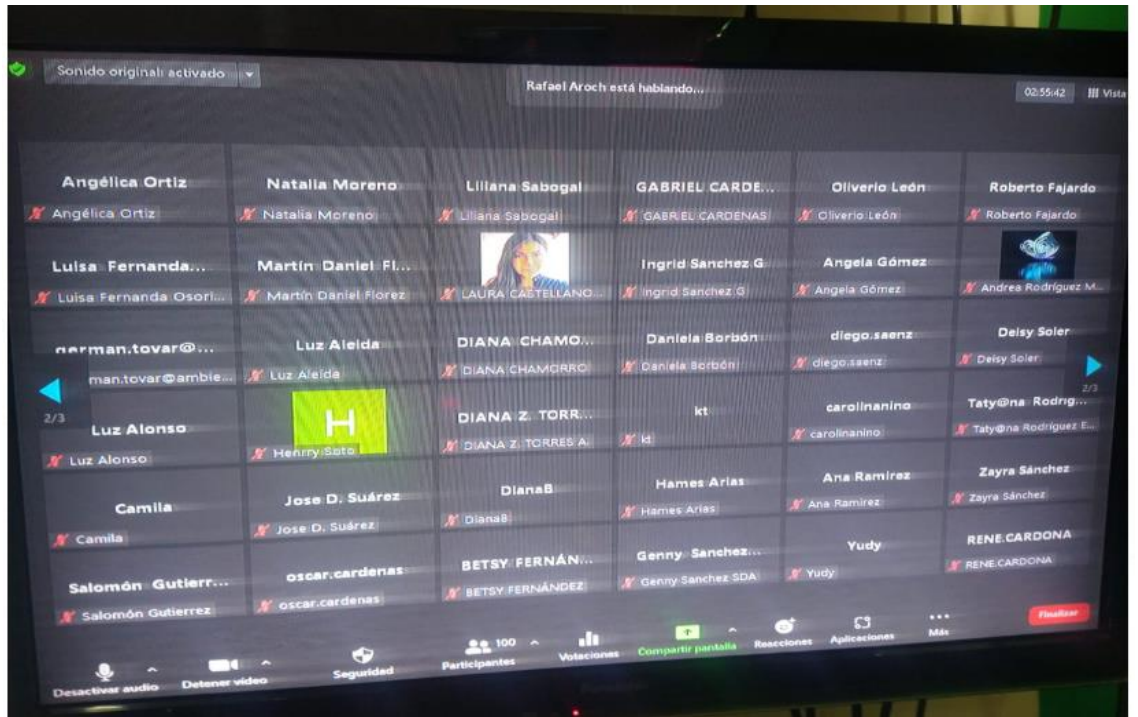 Sonido original: activado
Rafael Aroch está hablando...
02:55:42
Vista
Angélica Ortiz
Natalia Moreno
Liliana Sabogal
GABRIEL CARDE...
Oliverio León
Roberto Fajardo
Angélica Ortiz
Natalia Moreno
Liliana Sabogal
GABRIEL CARDENAS
Oliverio León
Roberto Fajardo
Luisa Fernanda...
Martín Daniel Fl...
Ingrid Sanchez G
Angela Gómez
Luisa Fernanda Osori...
Martín Daniel Florez
LAURA CASTELLANO...
Ingrid Sanchez G
Angela Gómez
Andrea Rodríguez M...
german.tovar@...
Luz Aleida
DIANA CHAMO...
Daniela Borbón
diego.saenz
Deisy Soler
man.tovar@ambie...
Luz Aleida
DIANA CHAMORRO
Daniela Borbón
diego.saenz
Deisy Soler
2/3
2/3
Luz Alonso
H
DIANA Z. TORR...
kt
carolinanino
Taty@na Rodrig...
Luz Alonso
Henrry Soto
DIANA Z. TORRES A.
kt
carolinanino
Taty@na Rodríguez E...
Camila
Jose D. Suárez
DianaB
Hames Arias
Ana Ramirez
Zayra Sánchez
Camila
Jose D. Suárez
DianaB
Hames Arias
Ana Ramirez
Zayra Sánchez
Salomón Gutierr...
oscar.cardenas
BETSY FERNÁN...
Genny Sanchez...
Yudy
RENE.CARDONA
Salomón Gutierrez
oscar.cardenas
BETSY FERNÁNDEZ
Genny Sanchez SDA
Yudy
RENE.CARDONA
Desactivar audio
Detener video
Seguridad
100
Participantes
Votaciones
Compartir pantalla
Reacciones
Aplicaciones
Más
Finalizar